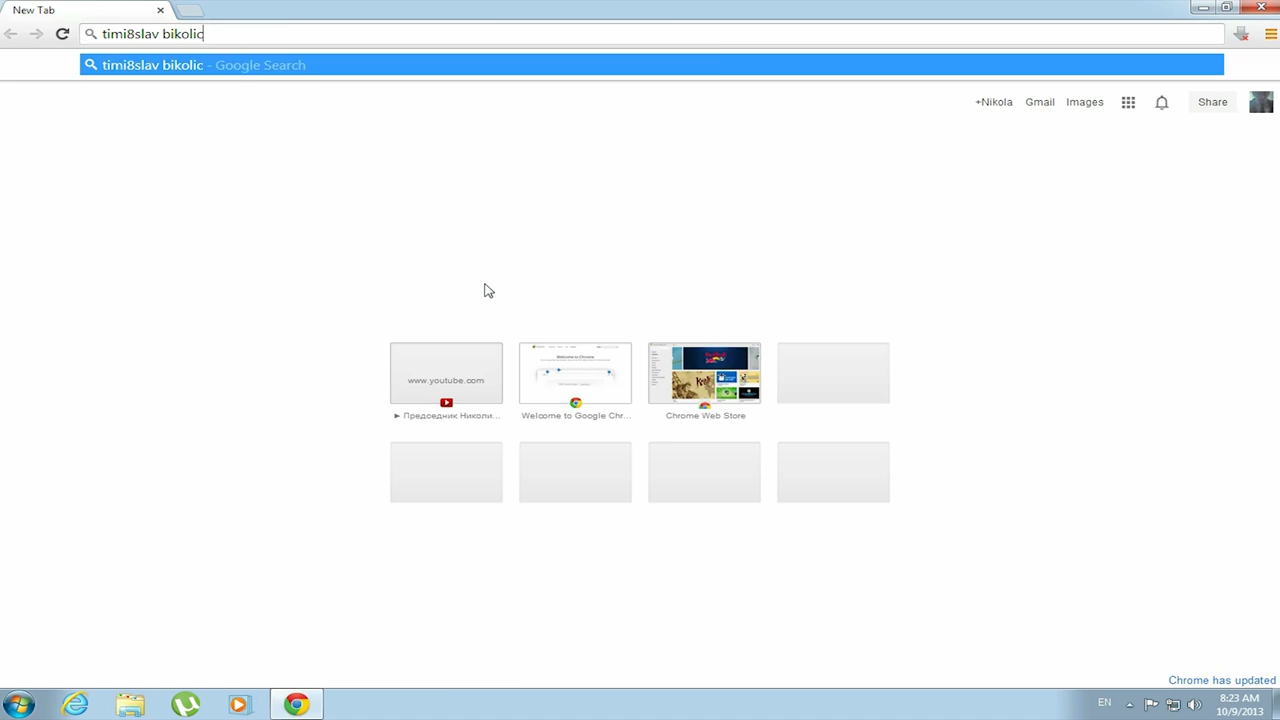 New Tab
timi8slav bikolic
timi8slav bikolic - Google Search
+Nikola Gmail Images Share
www.youtube.com
► Председник Николи... Welcome to Google Chr... Chrome Web Store
Chrome has updated
EN 8:23 AM
10/9/2013